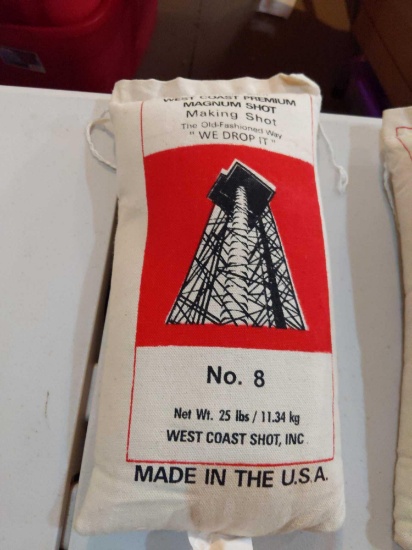 WEST COAST PREMIUM
MAGNUM SHOT
Making Shot
The Old-Fashioned Way
"WE DROP IT"
No. 8
Net Wt. 25 lbs / 11.34 kg
WEST COAST SHOT, INC
MADE IN THE U.S.A.